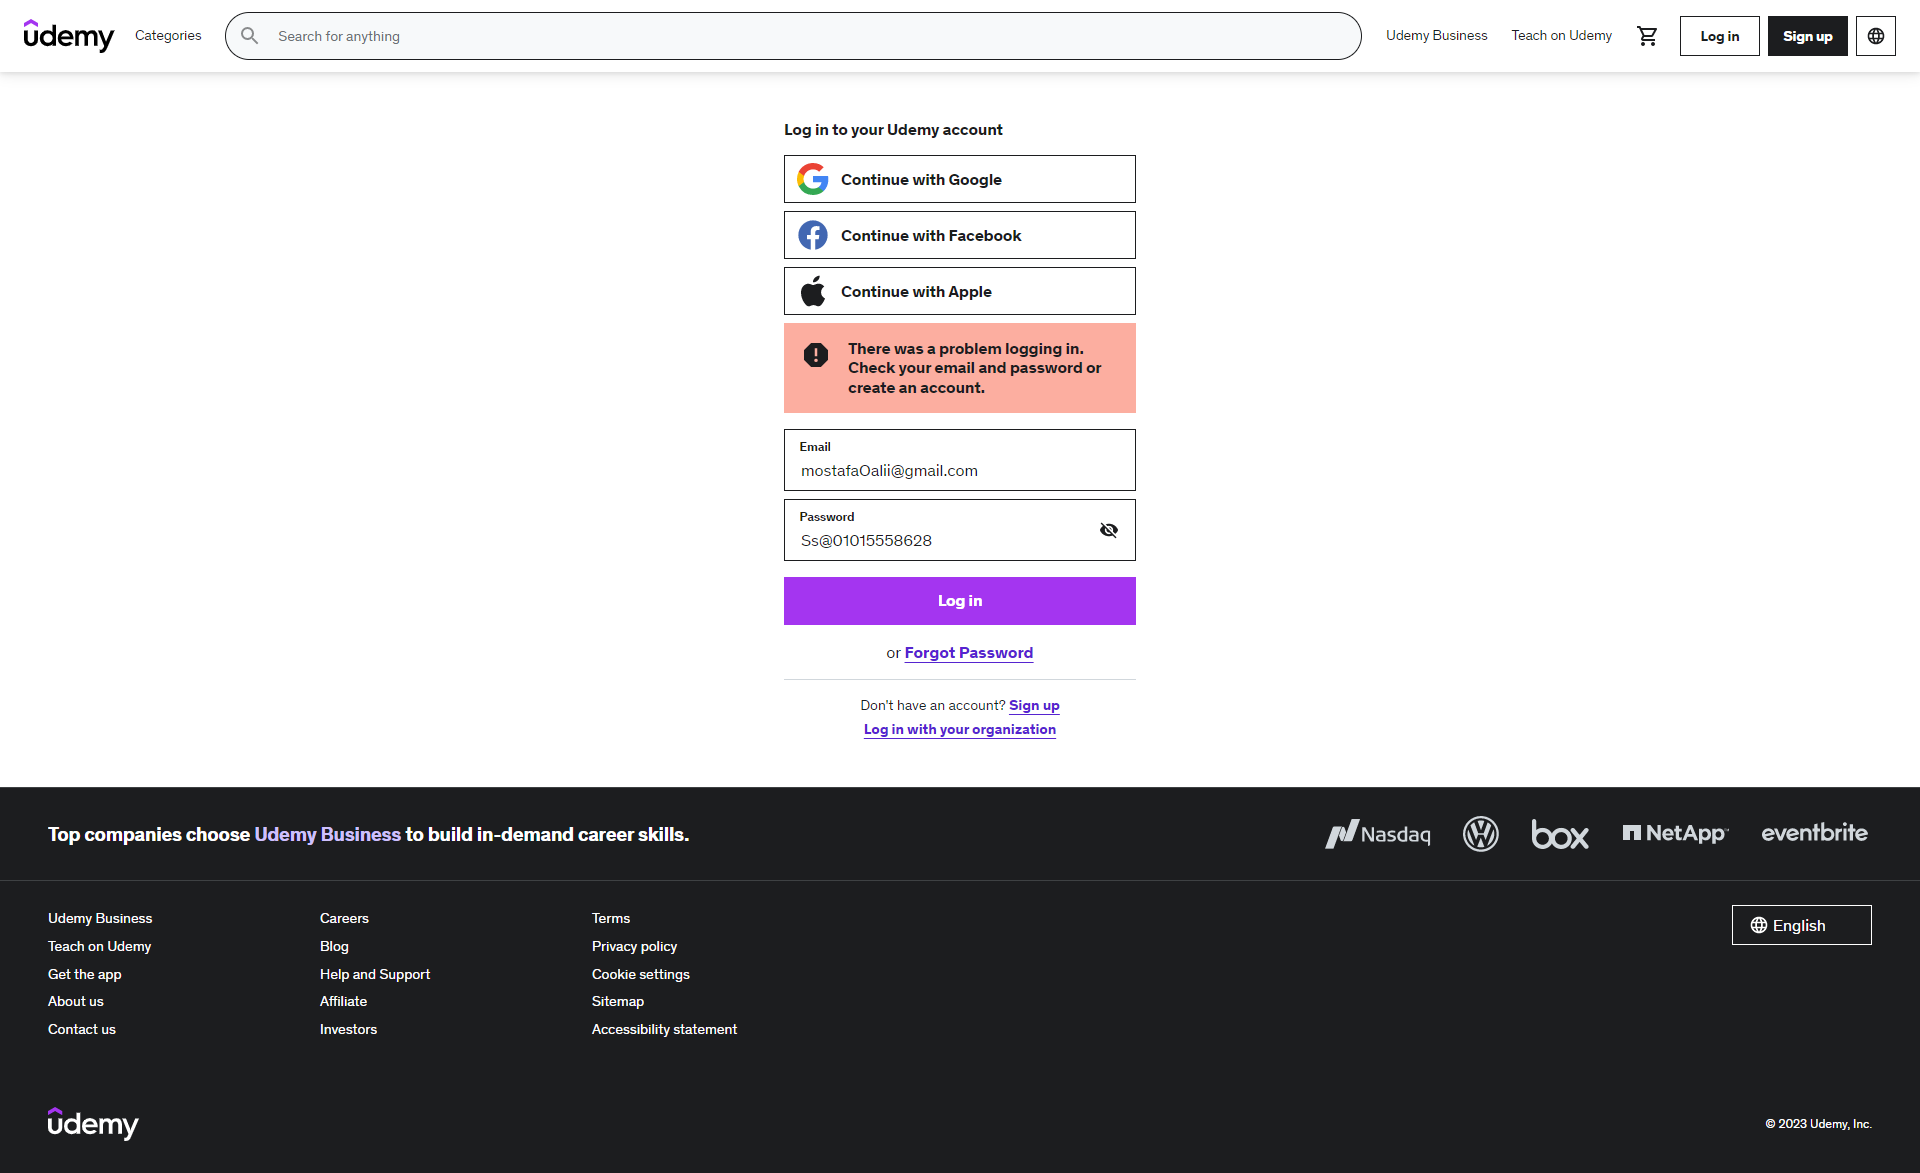 udemy
Categories
Search for anything
Udemy Business
Teach on Udemy
Log in
Sign up
Log in to your Udemy account
Continue with Google
Continue with Facebook
Continue with Apple
There was a problem logging in.
Check your email and password or
create an account.
Email
mostafaOalii@gmail.com
Password
Ss@01015558628
Log in
or Forgot Password
Don't have an account? Sign up
Log in with your organization
Top companies choose Udemy Business to build in-demand career skills.
Nasdaq
box
NetApp
eventbrite
Udemy Business
Teach on Udemy
Get the app
About us
Contact us
Careers
Blog
Help and Support
Affiliate
Investors
Terms
Privacy policy
Cookie settings
Sitemap
Accessibility statement
English
udemy
© 2023 Udemy, Inc.